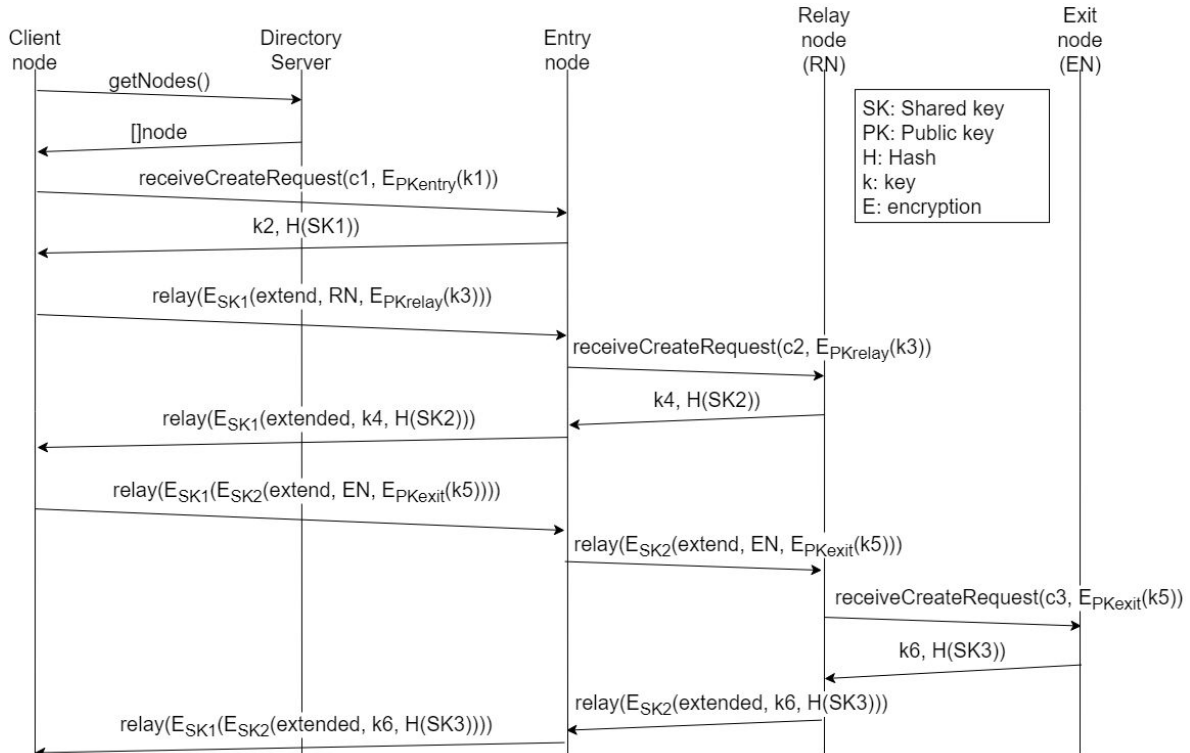 Client
node
Directory
Server
Entry
node
Relay
node
(RN)
Exit
node
(EN)
getNodes()
SK: Shared key
PK: Public key
H: Hash
k: key
E: encryption
[]node
receiveCreateRequest(c1, EPKentry(k1))
k2, H(SK1))
relay(ESK1(extend, RN, EPKrelay(k3)))
receiveCreateRequest(c2, EPKrelay(k3))
k4, H(SK2))
relay(ESK1(extended, k4, H(SK2)))
relay(ESK1(ESK2(extend, EN, EPKexit(k5))))
relay(ESK2(extend, EN, EPKexit(k5)))
receiveCreateRequest(c3, EPKexit(k5))
k6, H(SK3))
relay(ESK2(extended, k6, H(SK3)))
relay(ESK1(ESK2(extended, k6, H(SK3))))